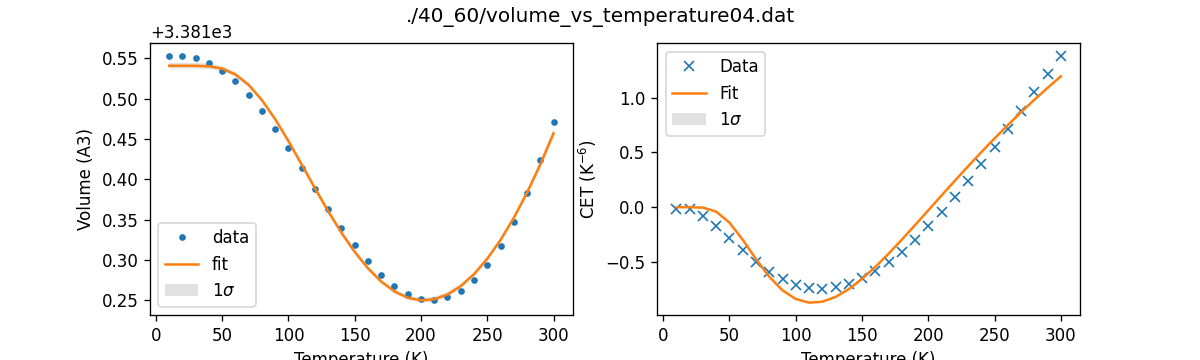 ./40_60/volume_vs_temperature04.dat
+3.381e3
0.55
0.50
0.45
0.40
0.35
0.30
0.25
Volume (A3)
data
fit
1σ
0 50 100 150 200 250 300
Temperature (K)
1.0
0.5
0.0
−0.5
CET (K⁻⁶)
Data
Fit
1σ
0 50 100 150 200 250 300
Temperature (K)